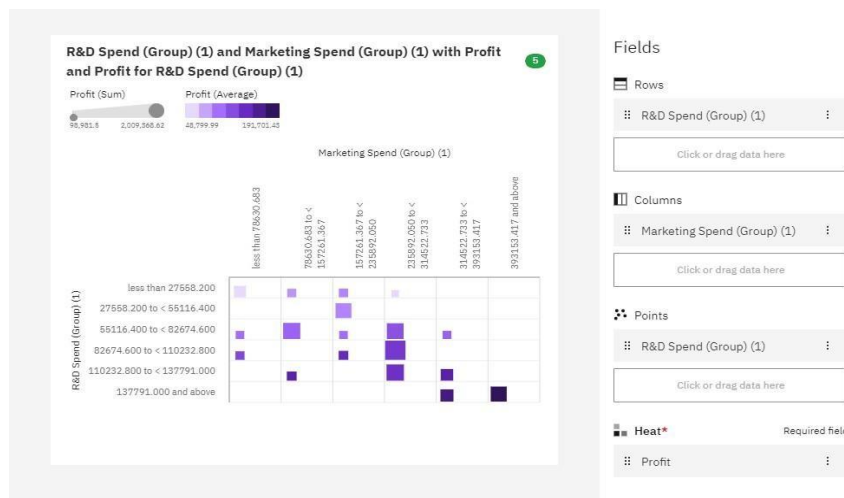 R&D Spend (Group) (1) and Marketing Spend (Group) (1) with Profit
and Profit for R&D Spend (Group) (1)
5
Profit (Sum)
98,981.5
2,009,368.62
Profit (Average)
48,799.99
191,701.45
Marketing Spend (Group) (1)
less than 78630.683
78630.683 to <
157261.367
157261.367 to <
235892.050
235892.050 to <
314522.733
314522.733 to <
393153.417
393153.417 and above
R&D Spend (Group) (1)
less than 27558.200
27558.200 to < 55116.400
55116.400 to < 82674.600
82674.600 to < 110232.800
110232.800 to < 137791.000
137791.000 and above
Fields
Rows
R&D Spend (Group) (1)
Click or drag data here
Columns
Marketing Spend (Group) (1)
Click or drag data here
Points
R&D Spend (Group) (1)
Click or drag data here
Heat*
Required fiel
Profit